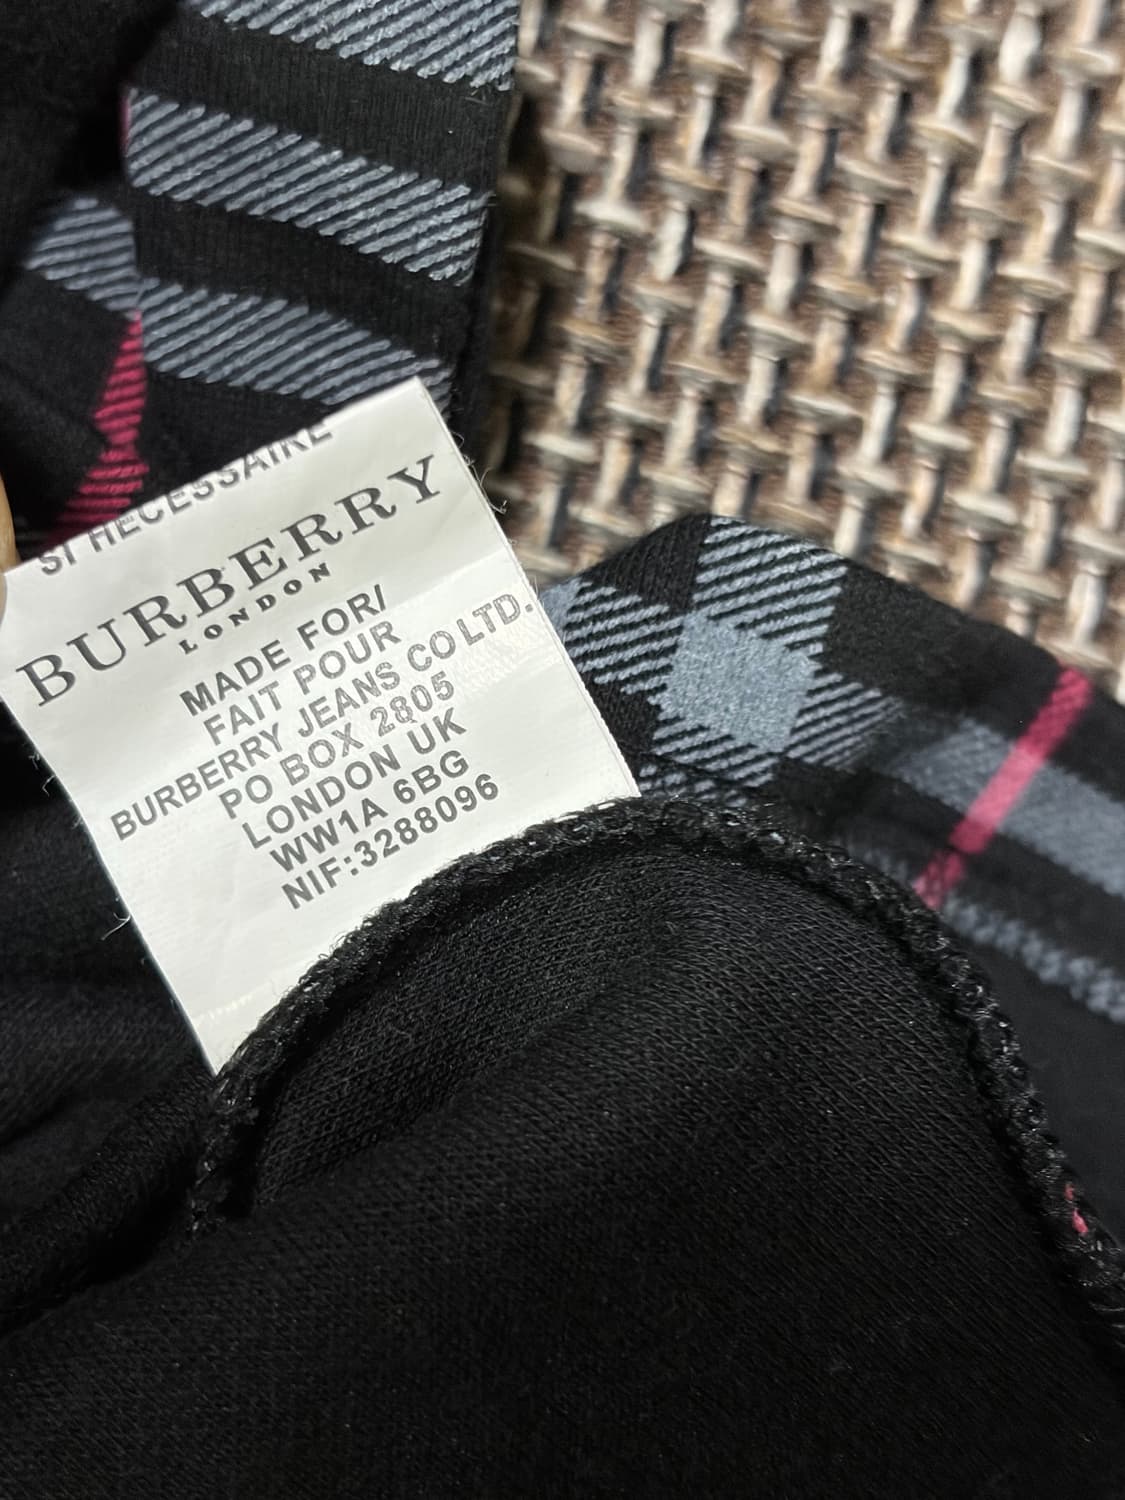 SI HECESSAIRE
BURBERRY
LONDON
MADE FOR/
FAIT POUR
BURBERRY JEANS CO LTD.
PO BOX 2805
LONDON UK
WW1A 6BG
NIF:3288096